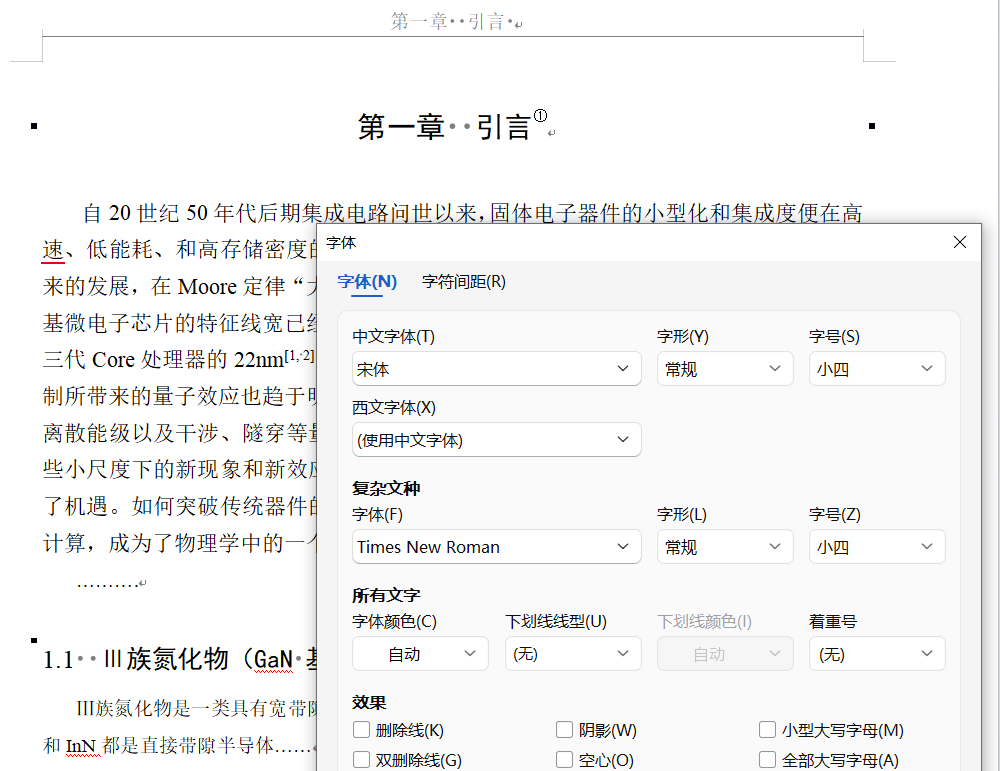 第一章  引言
第一章  引言①
自 20 世纪 50 年代后期集成电路问世以来,固体电子器件的小型化和集成度便在高
速、低能耗、和高存储密度的
来的发展，在 Moore 定律“
基微电子芯片的特征线宽已经
三代 Core 处理器的 22nm[1, 2]
制所带来的量子效应也趋于明
离散能级以及干涉、隧穿等量
些小尺度下的新现象和新效应
了机遇。如何突破传统器件的
计算，成为了物理学中的一个
……….
1.1  Ⅲ族氮化物（GaN 基
Ⅲ族氮化物是一类具有宽带隙
和 InN 都是直接带隙半导体……
字体
字体(N) 字符间距(R)
中文字体(T) 字形(Y) 字号(S)
宋体 常规 小四
西文字体(X)
(使用中文字体)
复杂文种
字体(F) 字形(L) 字号(Z)
Times New Roman 常规 小四
所有文字
字体颜色(C) 下划线线型(U) 下划线颜色(I) 着重号
自动 (无) 自动 (无)
效果
删除线(K) 阴影(W) 小型大写字母(M)
双删除线(G) 空心(O) 全部大写字母(A)